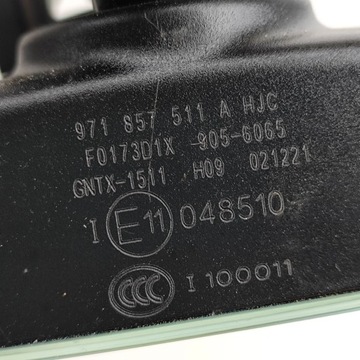 971 857 511 A HJC
F0173D1X 905-6065
GNTX-1511 H09 021221
I E11 048510
CCC I 100011